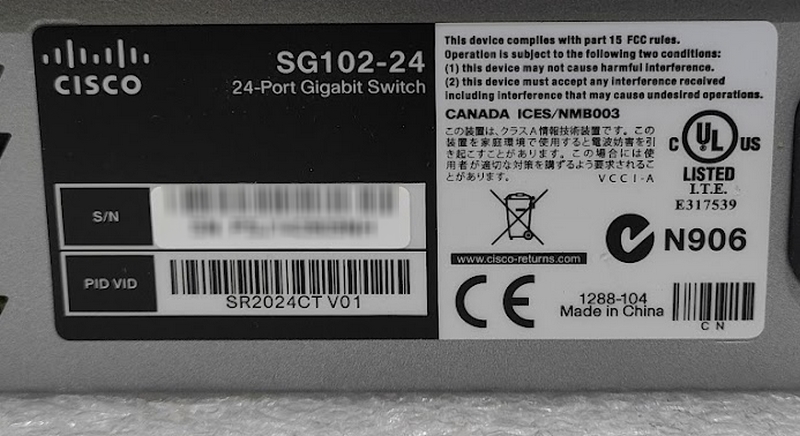 CISCO
SG102-24
24-Port Gigabit Switch
S/N
PID VID
SR2024CT V01
This device complies with part 15 FCC rules.
Operation is subject to the following two conditions:
(1) this device may not cause harmful interference.
(2) this device must accept any interference received
including interference that may cause undesired operations.
CANADA ICES/NMB003
この装置は、クラスA情報技術装置です。この
装置を家庭環境で使用すると電波妨害を引
き起こすことがあります。この場合には使
用者が適切な対策を講ずるよう要求されるこ
とがあります。
VCCI-A
C UL US
LISTED
I.T.E.
E317539
N906
www.cisco-returns.com
CE
1288-104
Made in China
CN